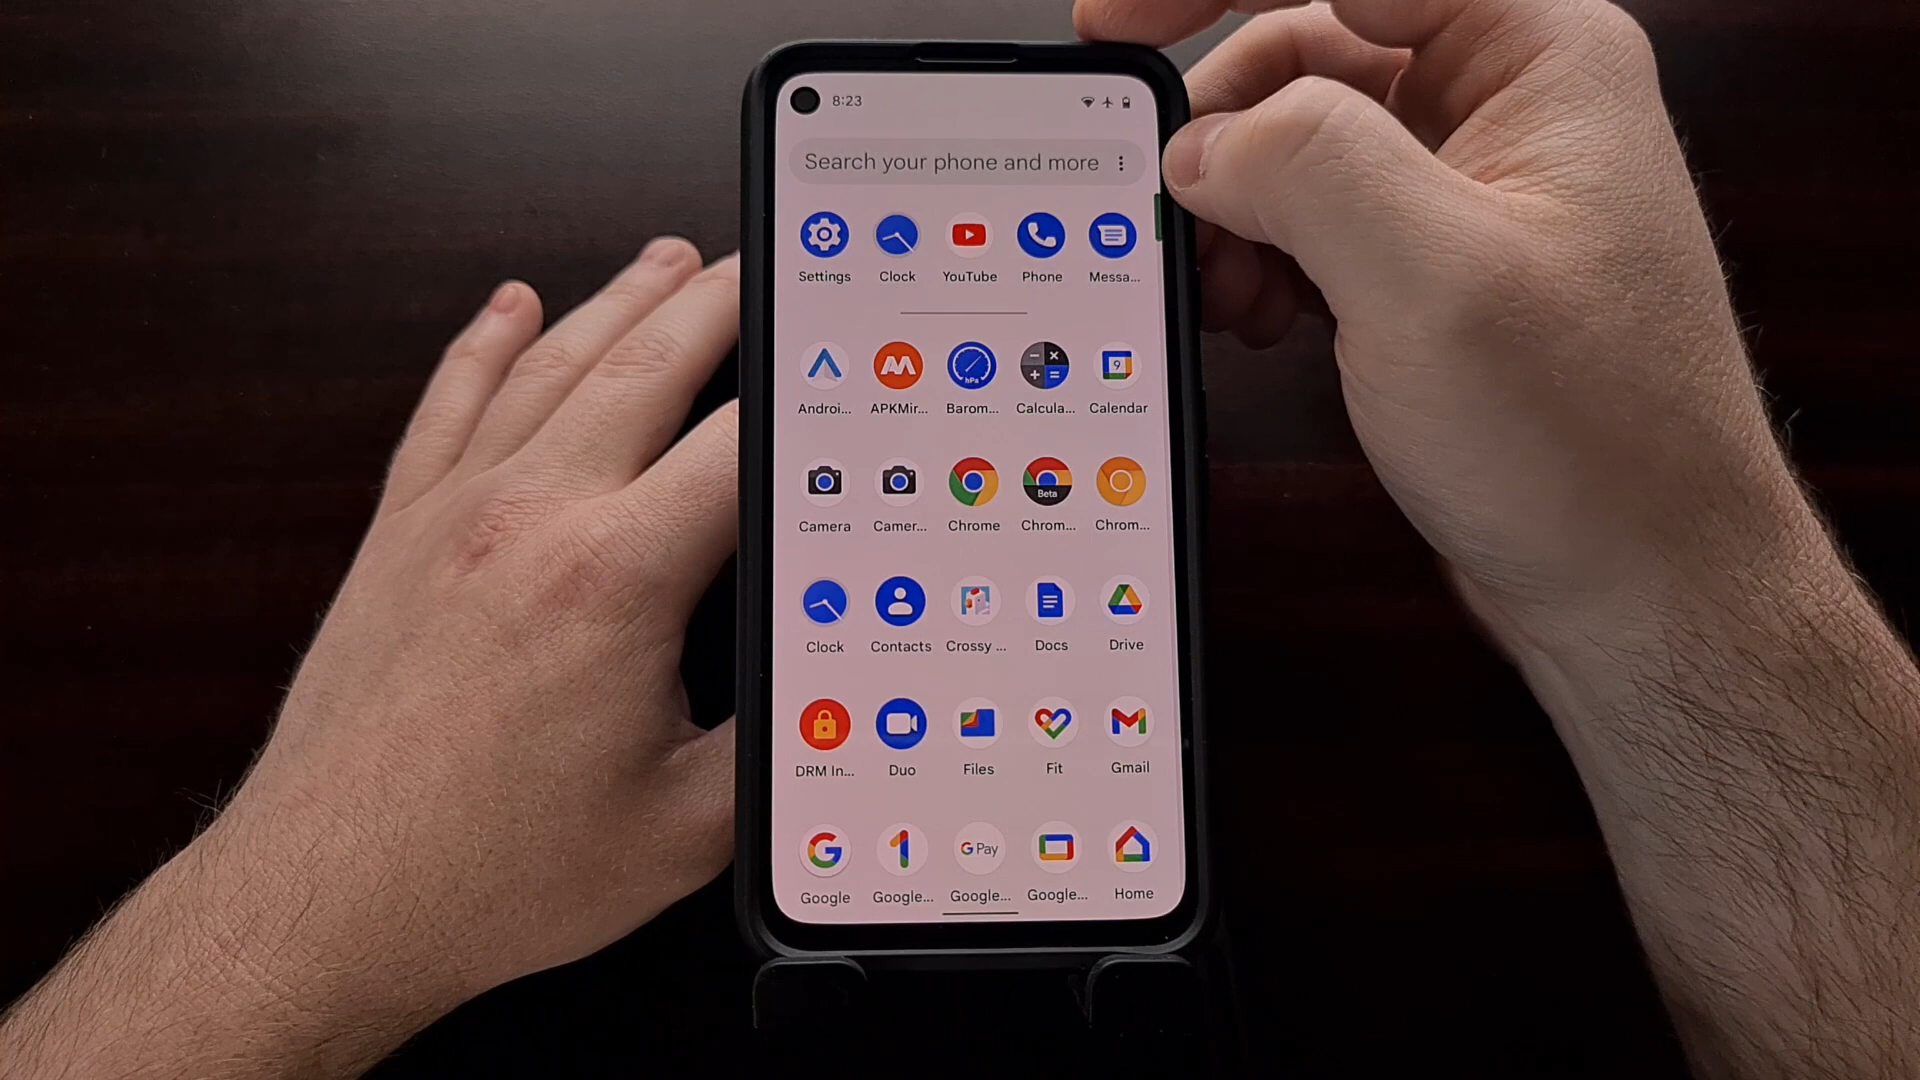 8:23
Search your phone and more
Settings Clock YouTube Phone Messa...
hPa 9
Androi... APKMir... Barom... Calcula... Calendar
Beta
Camera Camer... Chrome Chrom... Chrom...
Clock Contacts Crossy ... Docs Drive
DRM In... Duo Files Fit Gmail
G Pay
Google Google... Google... Google... Home